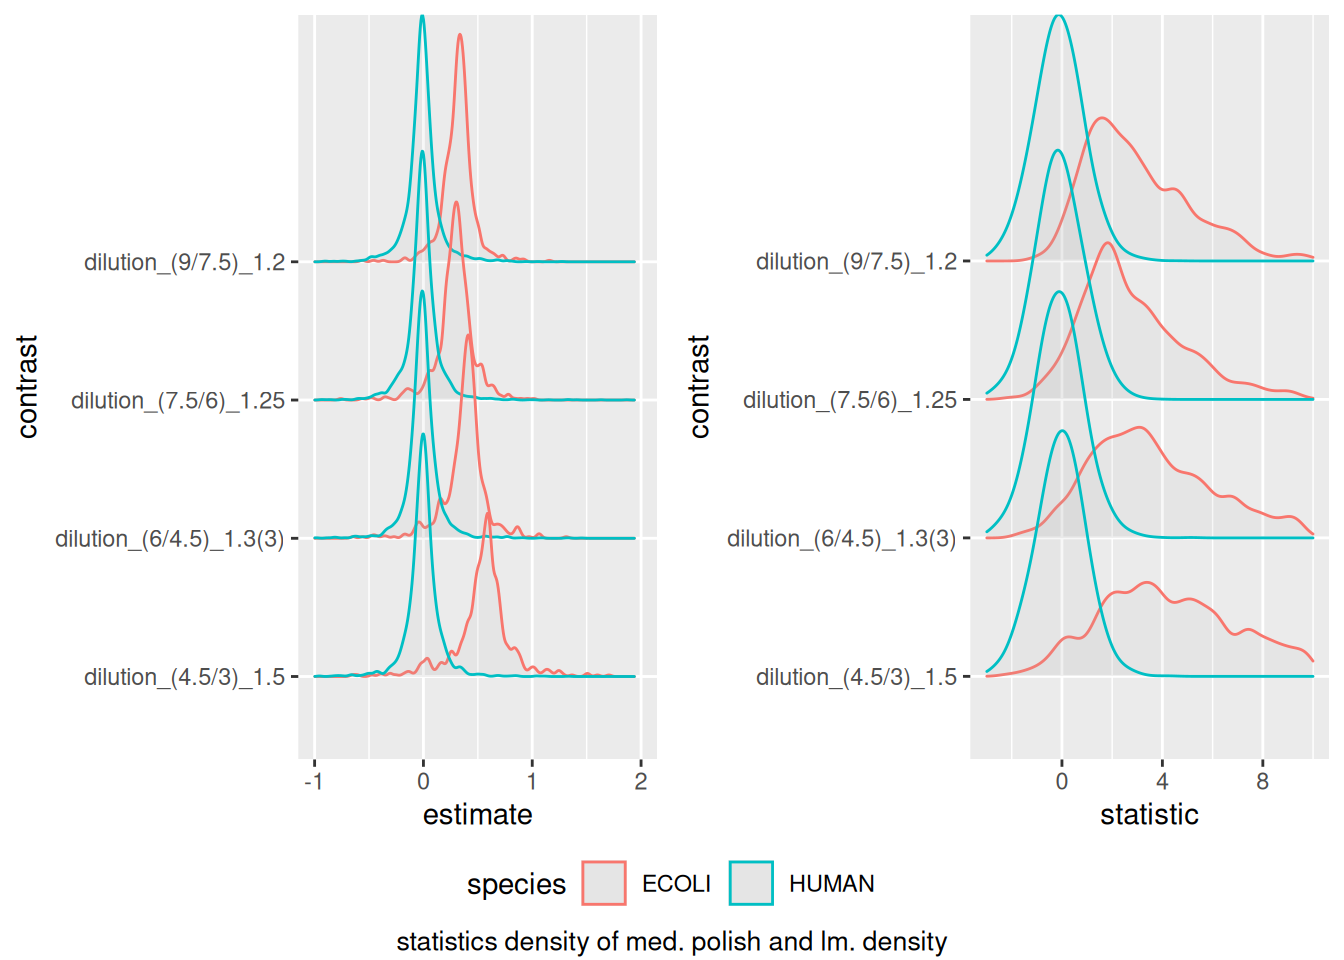 contrast
dilution_(9/7.5)_1.2
dilution_(7.5/6)_1.25
dilution_(6/4.5)_1.3(3)
dilution_(4.5/3)_1.5
-1 0 1 2
estimate
contrast
dilution_(9/7.5)_1.2
dilution_(7.5/6)_1.25
dilution_(6/4.5)_1.3(3)
dilution_(4.5/3)_1.5
0 4 8
statistic
species ECOLI HUMAN
statistics density of med. polish and lm. density